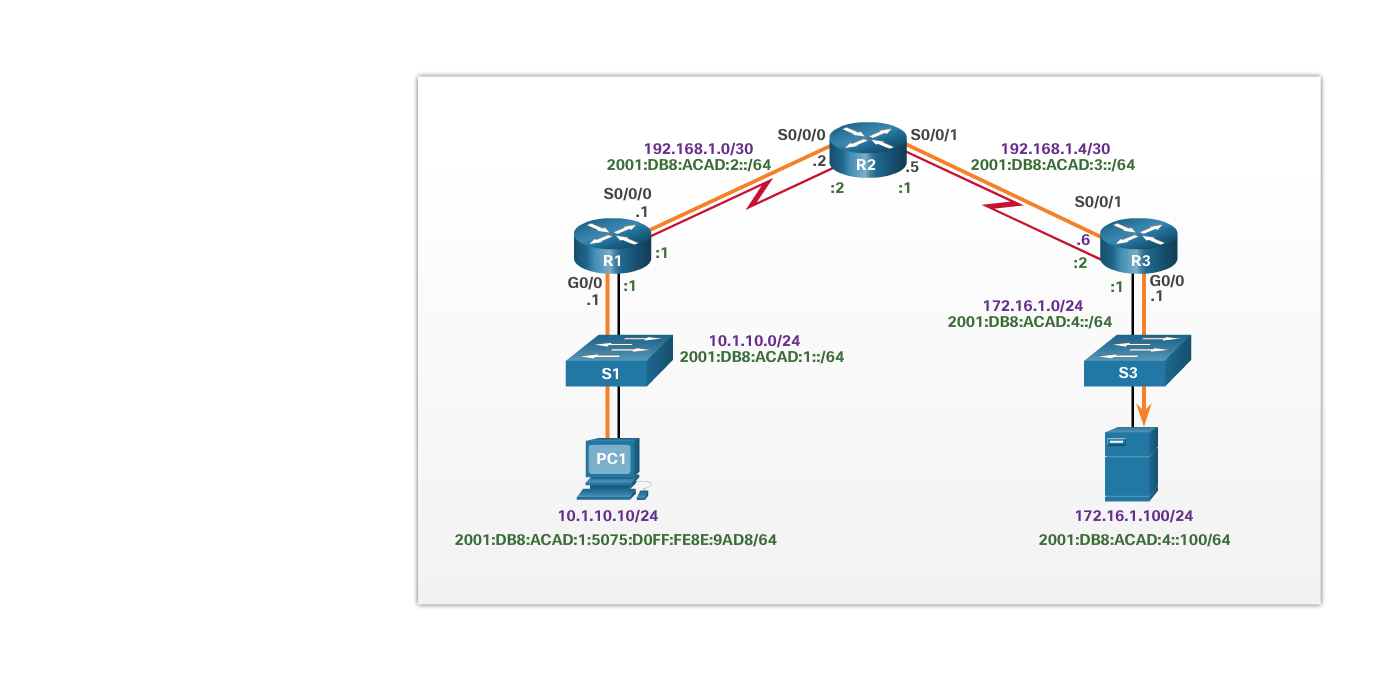 S0/0/0
S0/0/1
192.168.1.0/30
2001:DB8:ACAD:2::/64
192.168.1.4/30
2001:DB8:ACAD:3::/64
.2
R2
.5
:2
:1
S0/0/0
.1
S0/0/1
R1
:1
.6
:2
R3
G0/0
.1
:1
:1
G0/0
.1
172.16.1.0/24
2001:DB8:ACAD:4::/64
10.1.10.0/24
2001:DB8:ACAD:1::/64
S1
S3
PC1
10.1.10.10/24
2001:DB8:ACAD:1:5075:D0FF:FE8E:9AD8/64
172.16.1.100/24
2001:DB8:ACAD:4::100/64